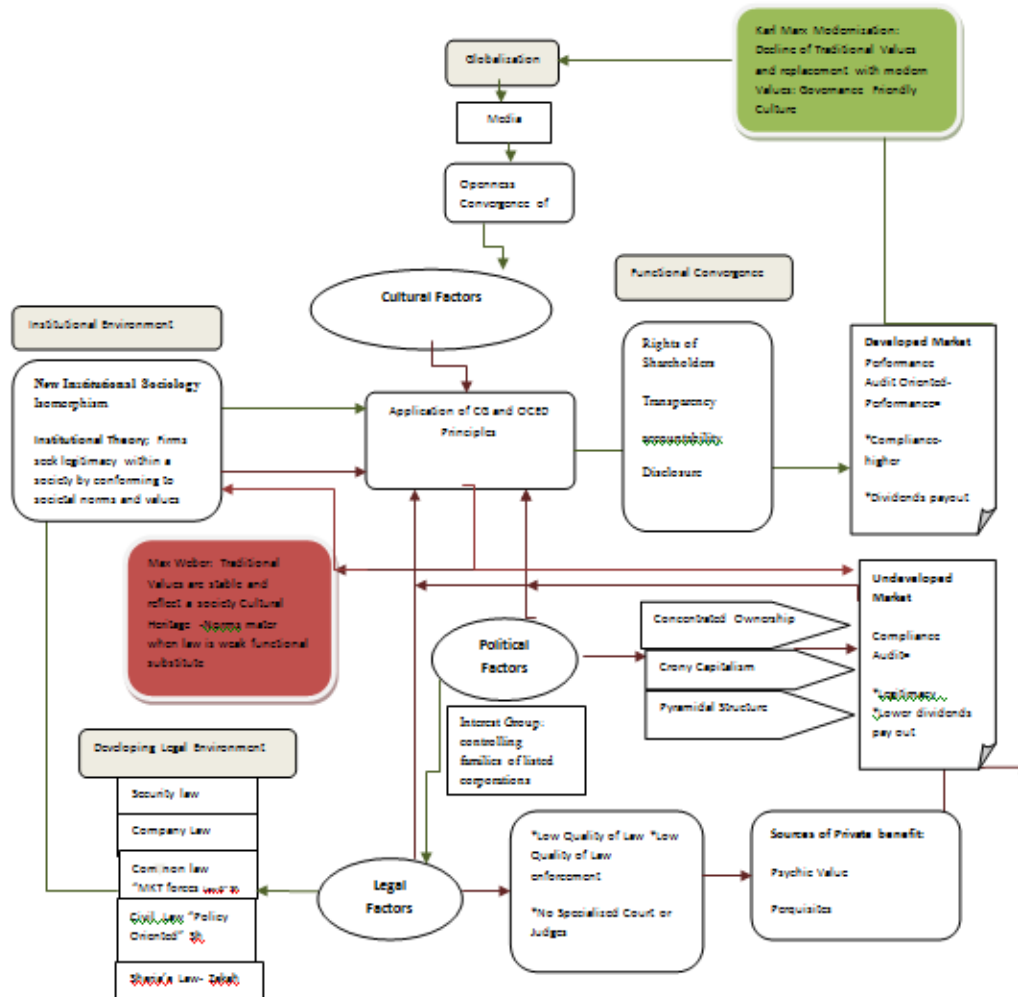 Karl Marx Modernisation:
Decline of Traditional Values
and replacement with modern
Values: Governance Friendly
Culture
Globalisation
Media
Openness
Convergence of
Cultural Factors
Functional Convergence
Institutional Environment
New Institutional Sociology
Isomorphism
Institutional Theory; Firms
seek legitimacy within a
society by conforming to
societal norms and values
Application of CG and OCED
Principles
Rights of
Shareholders
Transparency
accountability
Disclosure
Developed Market
Performance
Audit Oriented-
Performance=
*Compliance-
higher
*Dividends payout
Max Weber: Traditional
Values are stable and
reflect a society Cultural
Heritage -Norms mater
when law is weak functional
substitute
Political
Factors
Concentrated Ownership
Crony Capitalism
Pyramidal Structure
Undeveloped
Market
Compliance
Audit=
*Legitimacy
*Lower dividends
pay out
Interest Group:
controlling
families of listed
corporations
Developing Legal Environment
Security law
Company Law
Common law
"MKT forces
Civil Law "Policy
Oriented" Sh
Sharia'a Law- Zakah
Legal
Factors
*Low Quality of Law *Low
Quality of Law
enforcement
*No Specialised Court or
Judges
Sources of Private benefit:
Psychic Value
Perquisites